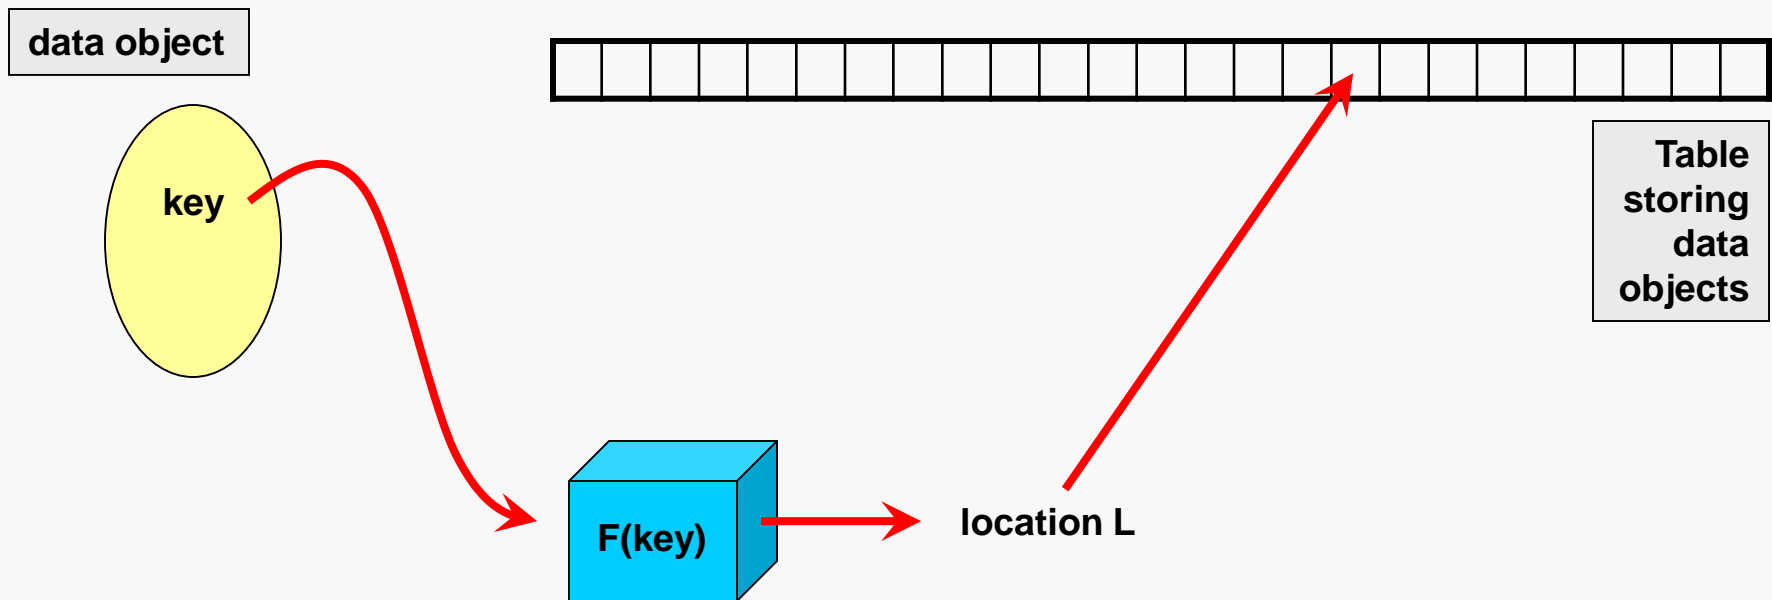 data object
key
Table
storing
data
objects
F(key)
location L